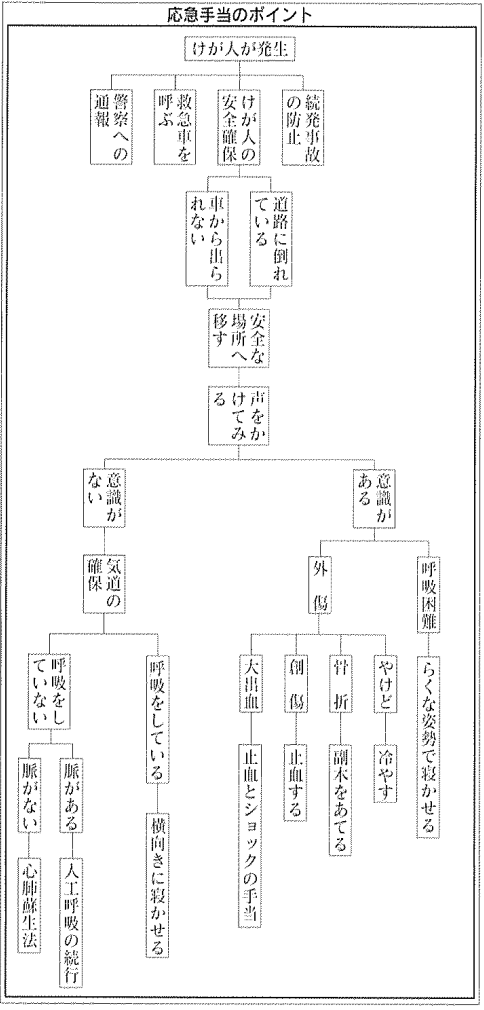 応急手当のポイント
けが人が発生
続発事故
の防止
けが人の
安全確保
救急車を
呼ぶ
警察への
通報
道路に倒れ
ている
車から出ら
れない
安全な
場所へ
移す
声をか
けてみ
る
意識が
ある
意識が
ない
呼吸困難
らくな姿勢で寝かせる
外傷
やけど
冷やす
骨折
副木をあてる
創傷
止血する
大出血
止血とショックの手当
気道の
確保
呼吸をしている
横向きに寝かせる
呼吸をし
ていない
脈がある
人工呼吸の続行
脈がない
心肺蘇生法